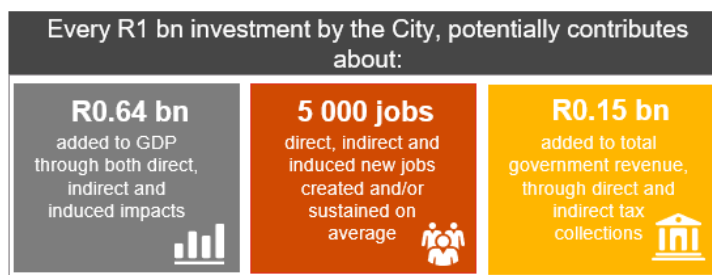 Every R1 bn investment by the City, potentially contributes
about:
R0.64 bn
added to GDP
through both direct,
indirect and
induced impacts
5 000 jobs
direct, indirect and
induced new jobs
created and/or
sustained on
average
R0.15 bn
added to total
government revenue,
through direct and
indirect tax
collections